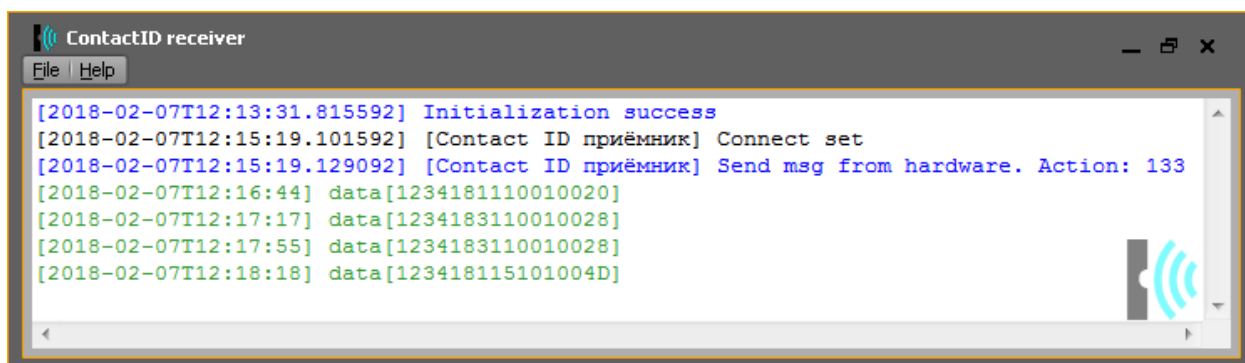 ContactID receiver
File Help
[2018-02-07T12:13:31.815592] Initialization success
[2018-02-07T12:15:19.101592] [Contact ID приёмник] Connect set
[2018-02-07T12:15:19.129092] [Contact ID приёмник] Send msg from hardware. Action: 133
[2018-02-07T12:16:44] data[1234181110010020]
[2018-02-07T12:17:17] data[1234183110010028]
[2018-02-07T12:17:55] data[1234183110010028]
[2018-02-07T12:18:18] data[123418115101004D]